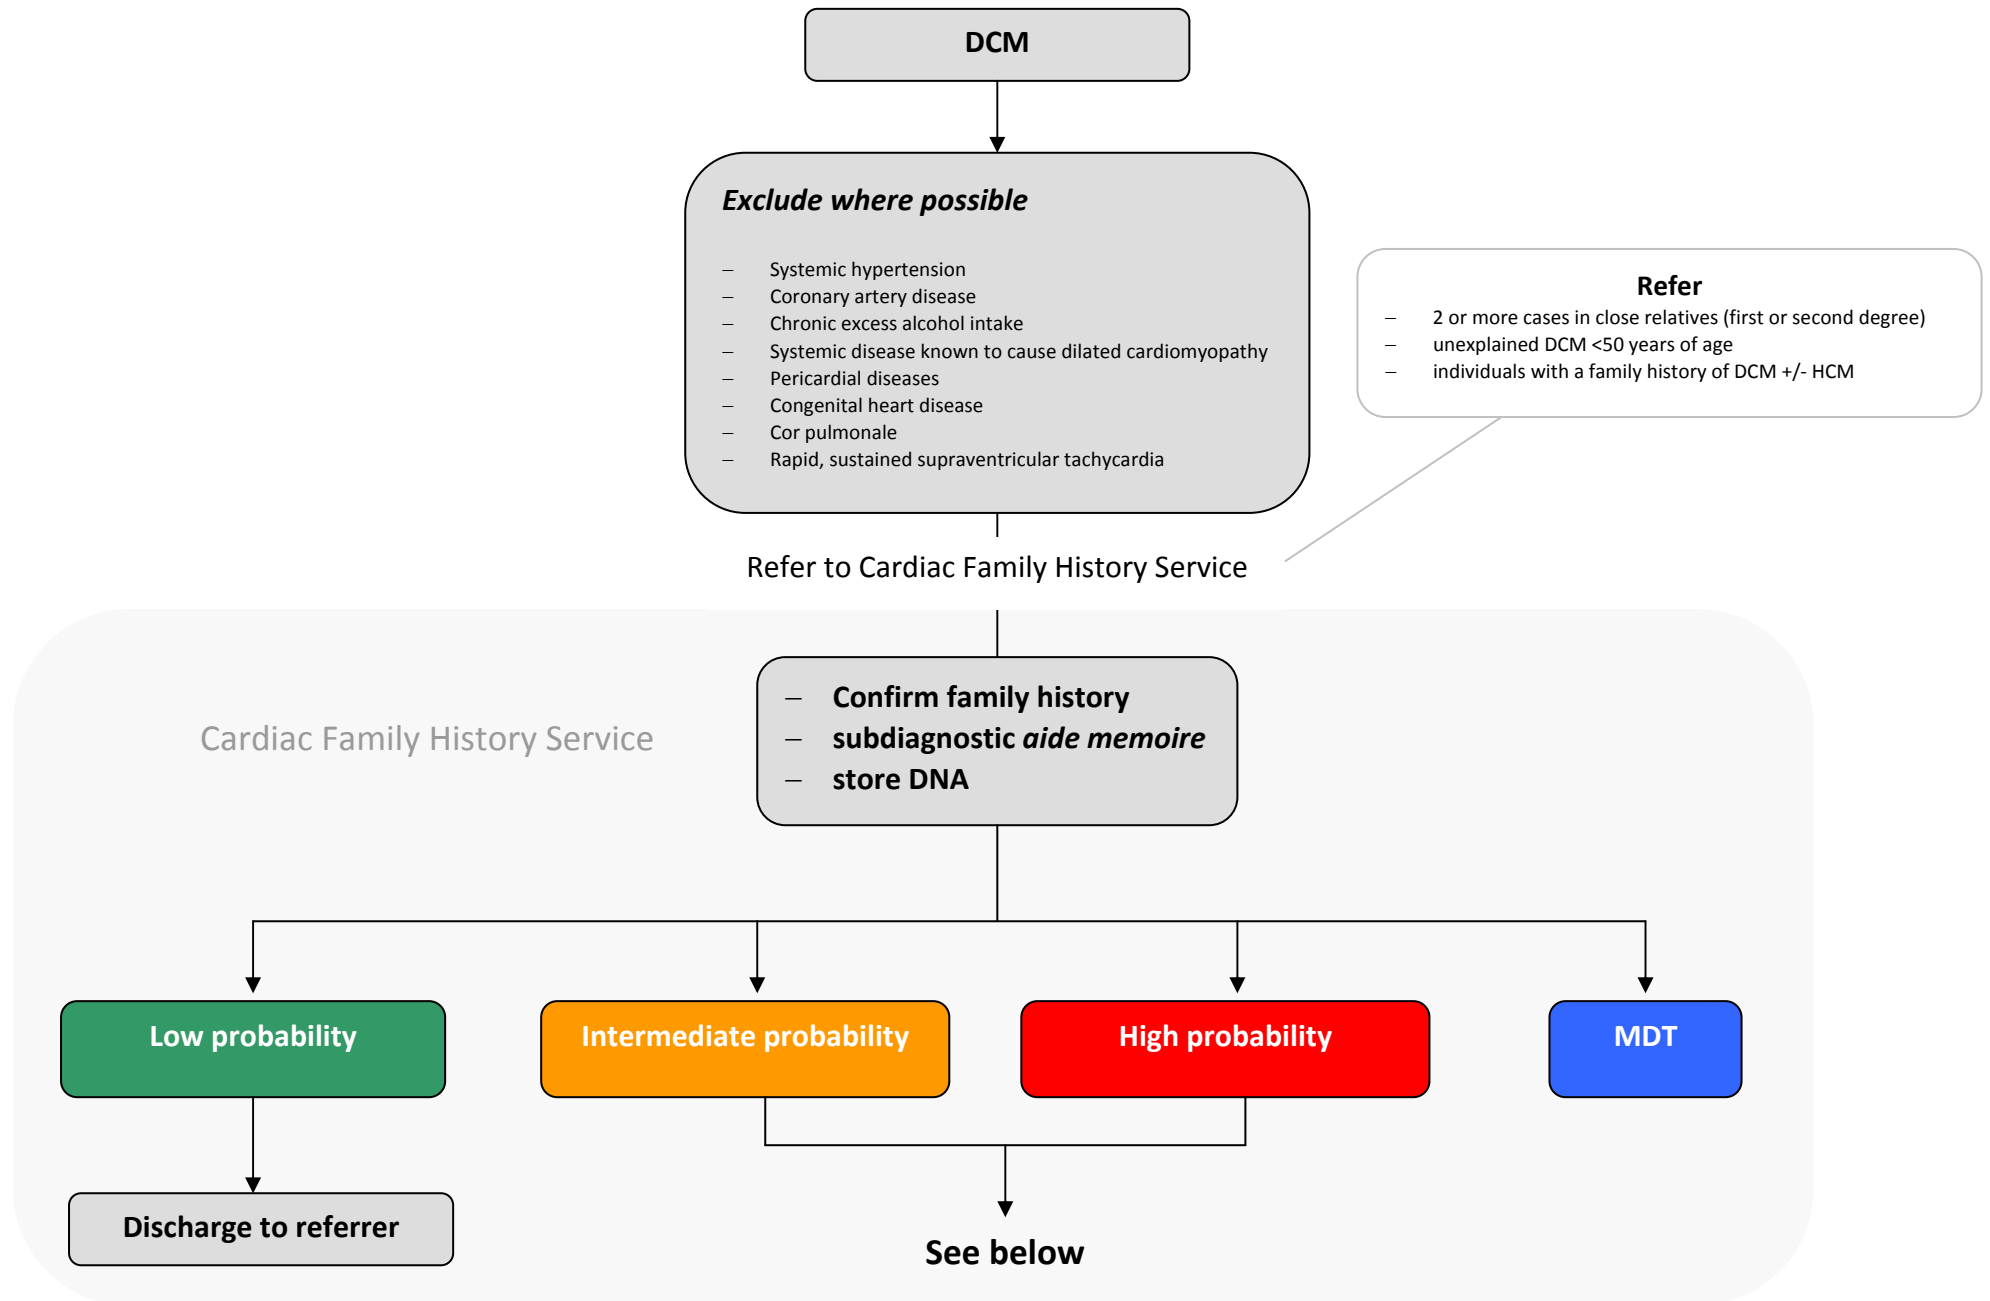 DCM
Exclude where possible
– Systemic hypertension
– Coronary artery disease
– Chronic excess alcohol intake
– Systemic disease known to cause dilated cardiomyopathy
– Pericardial diseases
– Congenital heart disease
– Cor pulmonale
– Rapid, sustained supraventricular tachycardia
Refer
– 2 or more cases in close relatives (first or second degree)
– unexplained DCM <50 years of age
– individuals with a family history of DCM +/- HCM
Refer to Cardiac Family History Service
Cardiac Family History Service
– Confirm family history
– subdiagnostic aide memoire
– store DNA
Low probability
Intermediate probability
High probability
MDT
Discharge to referrer
See below